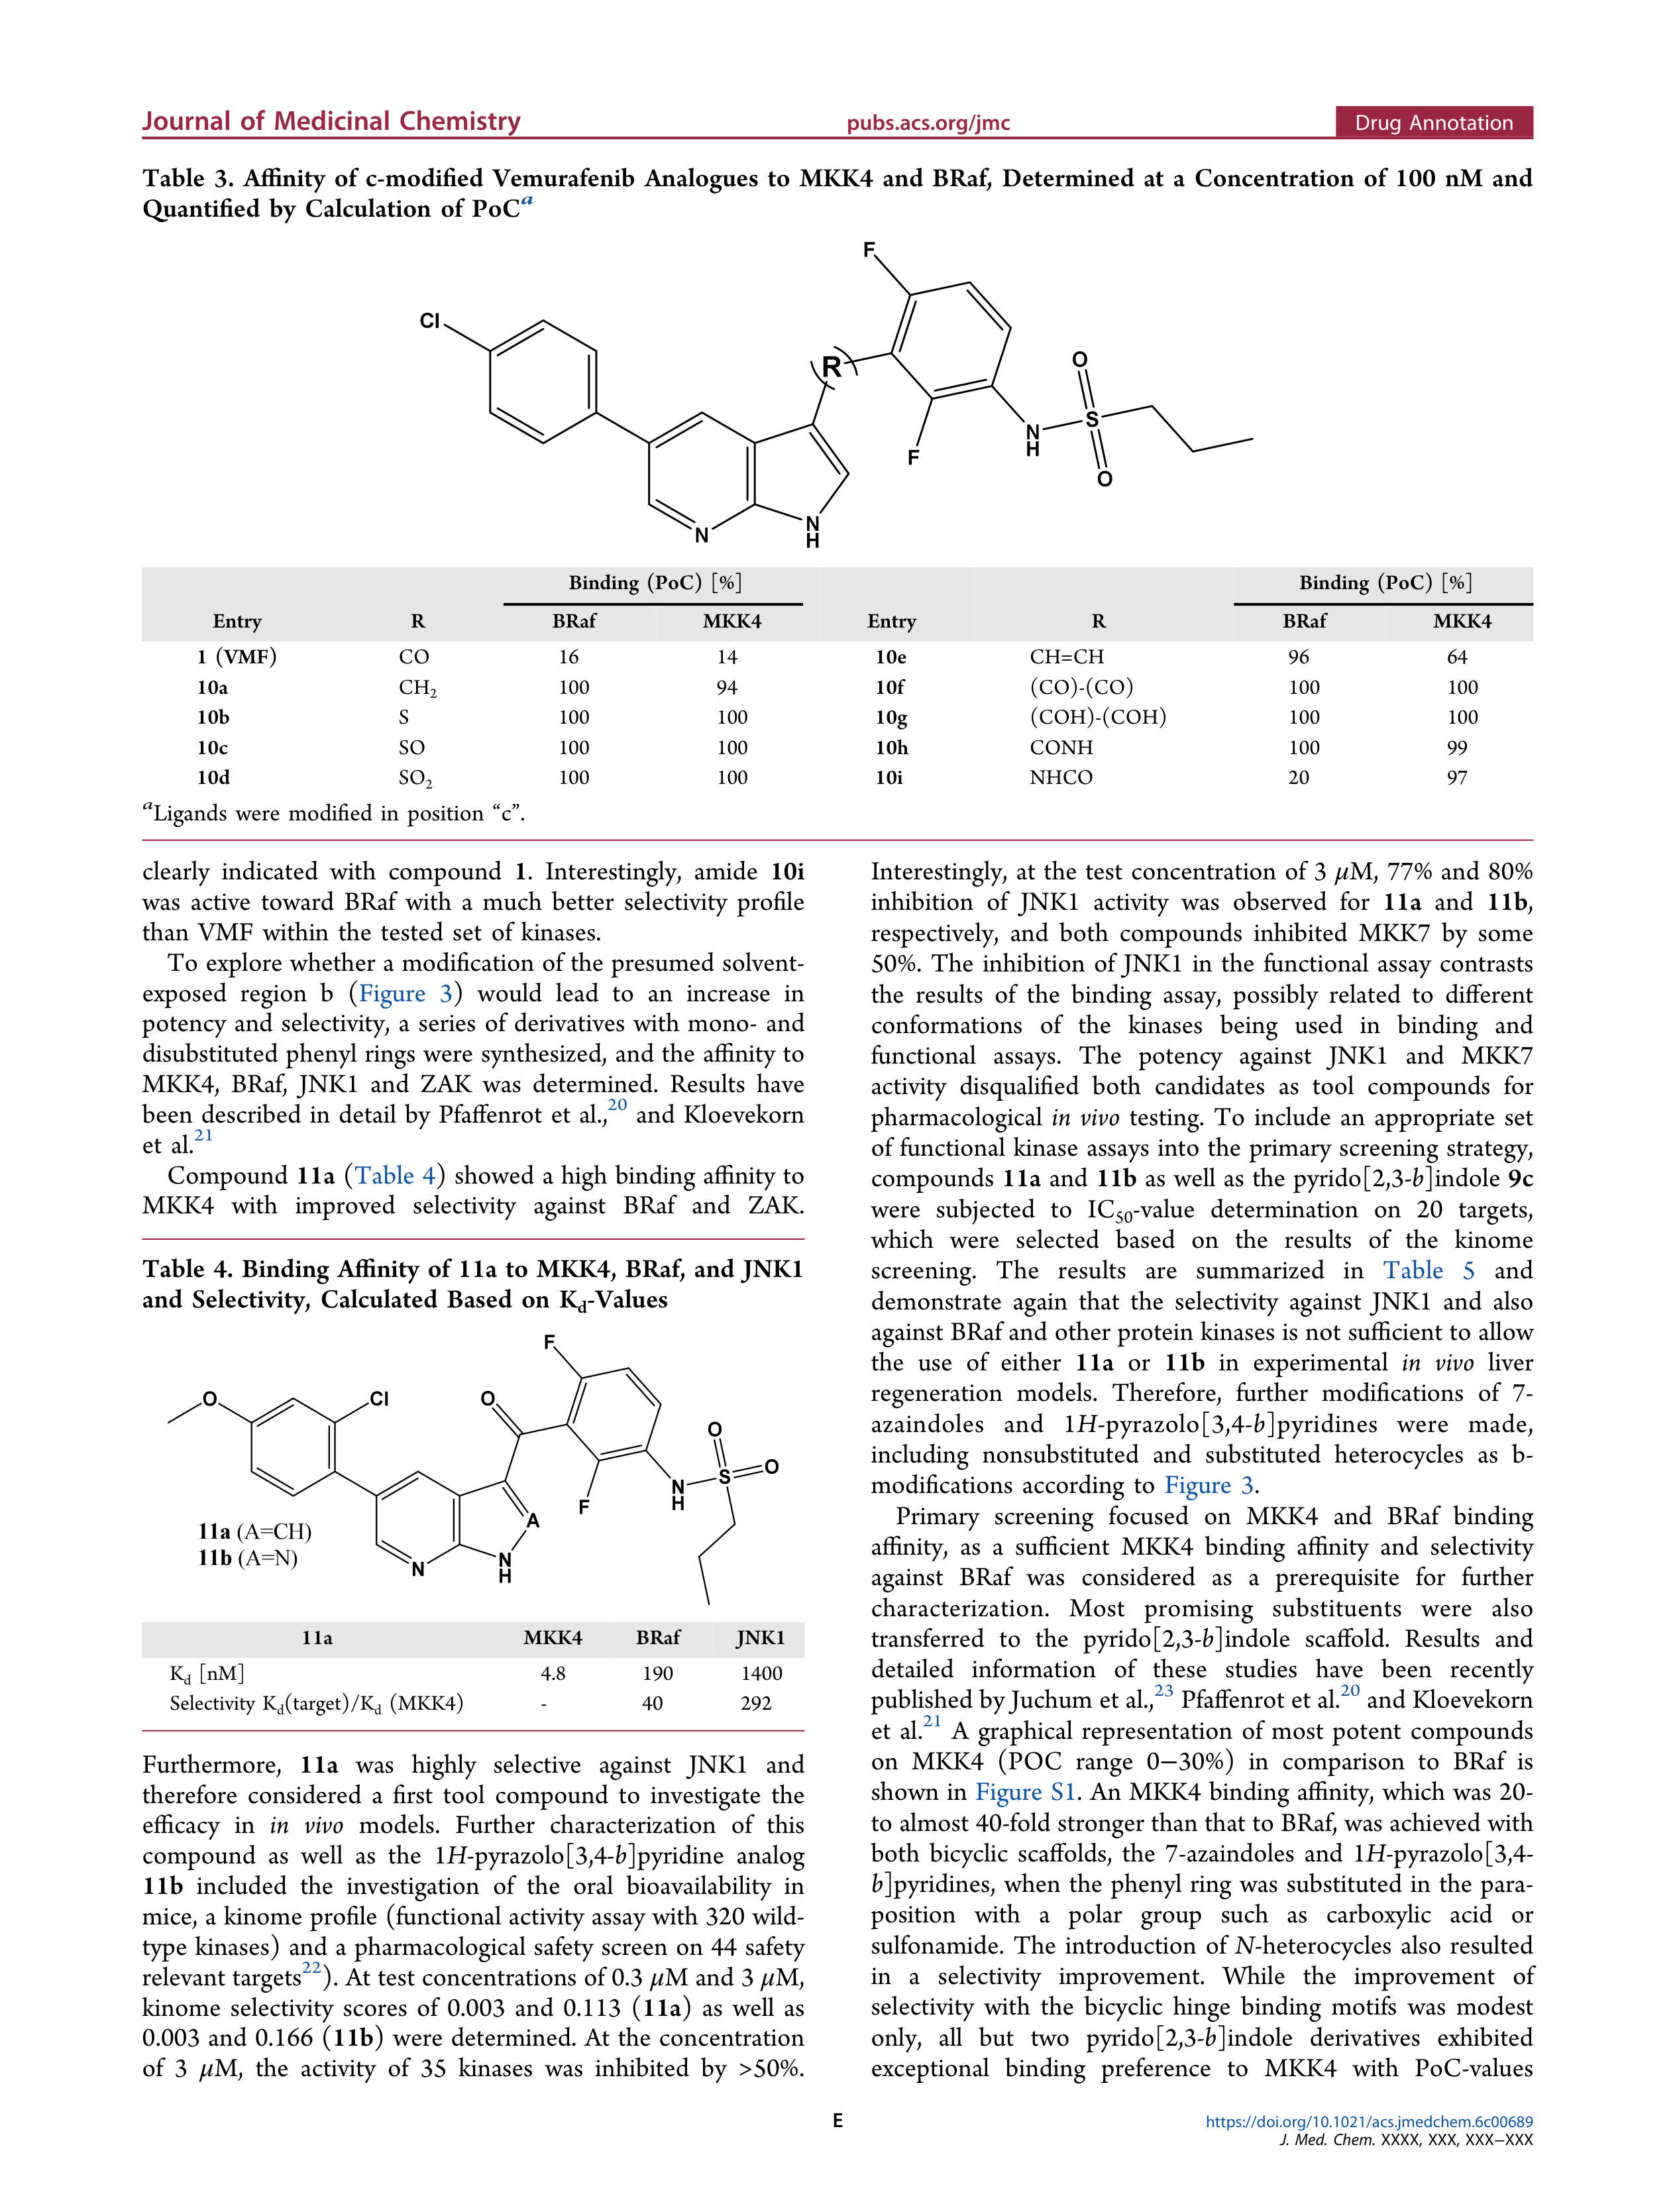 Journal of Medicinal Chemistry
pubs.acs.org/jmc
Drug Annotation
Table 3. Affinity of c-modified Vemurafenib Analogues to MKK4 and BRaf, Determined at a Concentration of 100 nM and
Quantified by Calculation of PoCa
F
Cl
R
O
S
N
H
F
O
N
N
H
Binding (PoC) [%] Binding (PoC) [%]
Entry R BRaf MKK4 Entry R BRaf MKK4
1 (VMF) CO 16 14 10e CH=CH 96 64
10a CH2 100 94 10f (CO)-(CO) 100 100
10b S 100 100 10g (COH)-(COH) 100 100
10c SO 100 100 10h CONH 100 99
10d SO2 100 100 10i NHCO 20 97
aLigands were modified in position “c”.
clearly indicated with compound 1. Interestingly, amide 10i
was active toward BRaf with a much better selectivity profile
than VMF within the tested set of kinases.
To explore whether a modification of the presumed solvent-
exposed region b (Figure 3) would lead to an increase in
potency and selectivity, a series of derivatives with mono- and
disubstituted phenyl rings were synthesized, and the affinity to
MKK4, BRaf, JNK1 and ZAK was determined. Results have
been described in detail by Pfaffenrot et al.,20 and Kloevekorn
et al.21
Compound 11a (Table 4) showed a high binding affinity to
MKK4 with improved selectivity against BRaf and ZAK.
Table 4. Binding Affinity of 11a to MKK4, BRaf, and JNK1
and Selectivity, Calculated Based on Kd-Values
F
O
Cl
O
O
S
O
N
H
F
A
11a (A=CH)
11b (A=N)
N
N
H
11a MKK4 BRaf JNK1
Kd [nM] 4.8 190 1400
Selectivity Kd(target)/Kd (MKK4) - 40 292
Furthermore, 11a was highly selective against JNK1 and
therefore considered a first tool compound to investigate the
efficacy in in vivo models. Further characterization of this
compound as well as the 1H-pyrazolo[3,4-b]pyridine analog
11b included the investigation of the oral bioavailability in
mice, a kinome profile (functional activity assay with 320 wild-
type kinases) and a pharmacological safety screen on 44 safety
relevant targets22). At test concentrations of 0.3 μM and 3 μM,
kinome selectivity scores of 0.003 and 0.113 (11a) as well as
0.003 and 0.166 (11b) were determined. At the concentration
of 3 μM, the activity of 35 kinases was inhibited by >50%.
Interestingly, at the test concentration of 3 μM, 77% and 80%
inhibition of JNK1 activity was observed for 11a and 11b,
respectively, and both compounds inhibited MKK7 by some
50%. The inhibition of JNK1 in the functional assay contrasts
the results of the binding assay, possibly related to different
conformations of the kinases being used in binding and
functional assays. The potency against JNK1 and MKK7
activity disqualified both candidates as tool compounds for
pharmacological in vivo testing. To include an appropriate set
of functional kinase assays into the primary screening strategy,
compounds 11a and 11b as well as the pyrido[2,3-b]indole 9c
were subjected to IC50-value determination on 20 targets,
which were selected based on the results of the kinome
screening. The results are summarized in Table 5 and
demonstrate again that the selectivity against JNK1 and also
against BRaf and other protein kinases is not sufficient to allow
the use of either 11a or 11b in experimental in vivo liver
regeneration models. Therefore, further modifications of 7-
azaindoles and 1H-pyrazolo[3,4-b]pyridines were made,
including nonsubstituted and substituted heterocycles as b-
modifications according to Figure 3.
Primary screening focused on MKK4 and BRaf binding
affinity, as a sufficient MKK4 binding affinity and selectivity
against BRaf was considered as a prerequisite for further
characterization. Most promising substituents were also
transferred to the pyrido[2,3-b]indole scaffold. Results and
detailed information of these studies have been recently
published by Juchum et al.,23 Pfaffenrot et al.20 and Kloevekorn
et al.21 A graphical representation of most potent compounds
on MKK4 (POC range 0−30%) in comparison to BRaf is
shown in Figure S1. An MKK4 binding affinity, which was 20-
to almost 40-fold stronger than that to BRaf, was achieved with
both bicyclic scaffolds, the 7-azaindoles and 1H-pyrazolo[3,4-
b]pyridines, when the phenyl ring was substituted in the para-
position with a polar group such as carboxylic acid or
sulfonamide. The introduction of N-heterocycles also resulted
in a selectivity improvement. While the improvement of
selectivity with the bicyclic hinge binding motifs was modest
only, all but two pyrido[2,3-b]indole derivatives exhibited
exceptional binding preference to MKK4 with PoC-values
E
https://doi.org/10.1021/acs.jmedchem.6c00689
J. Med. Chem. XXXX, XXX, XXX−XXX